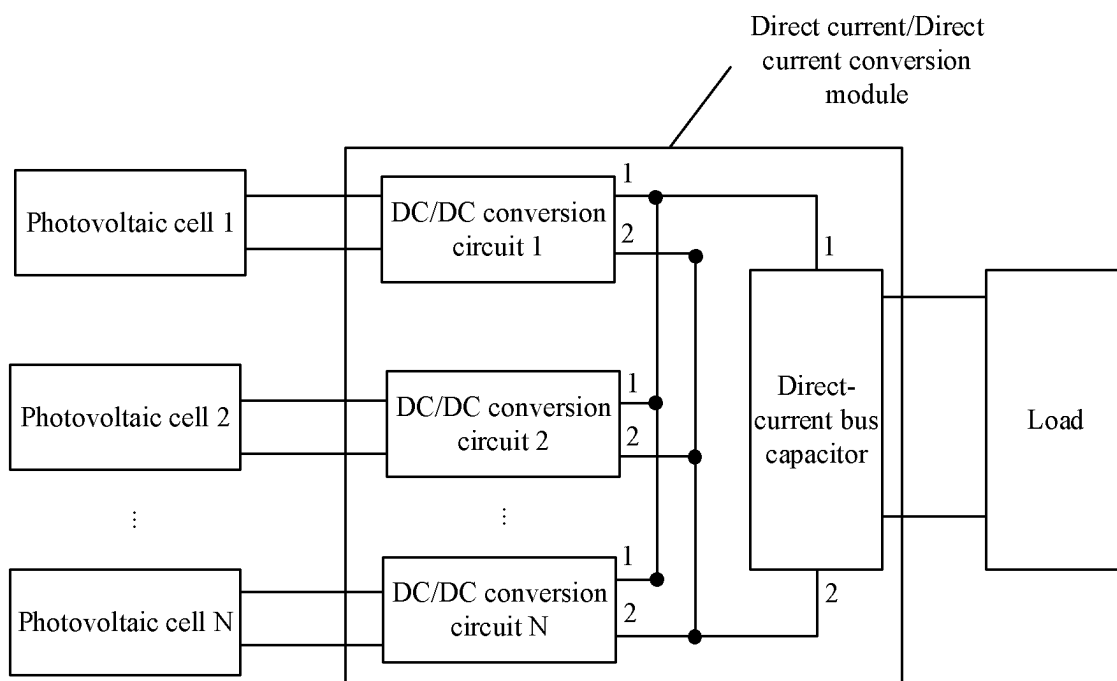 Direct current/Direct
current conversion
module
Photovoltaic cell 1
DC/DC conversion
circuit 1
1
2
1
Photovoltaic cell 2
DC/DC conversion
circuit 2
1
2
Direct-
current bus
capacitor
Load
⋮
⋮
Photovoltaic cell N
DC/DC conversion
circuit N
1
2
2